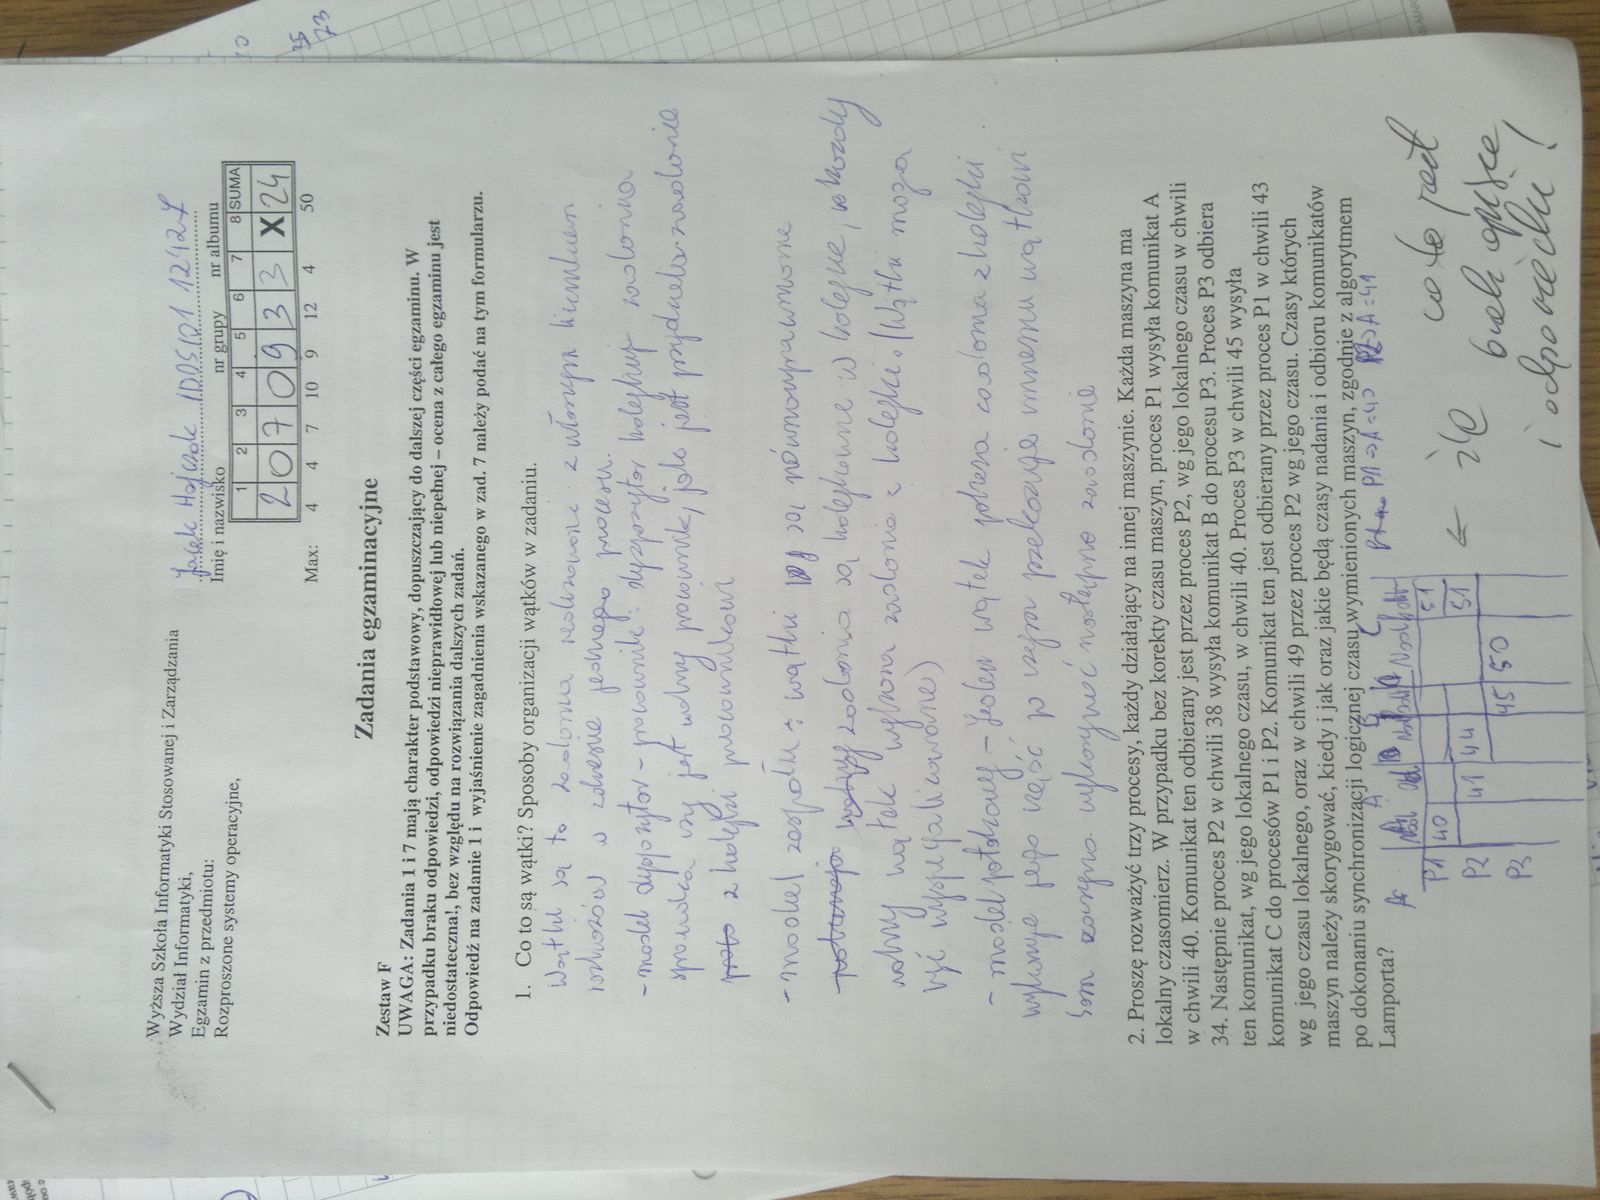 Wyższa Szkoła Informatyki Stosowanej i Zarządzania
Wydział Informatyki,
Egzamin z przedmiotu:
Rozproszone systemy operacyjne,
Jacek
Imię i nazwisko nr grupy nr albumu
1 2 3 4 5 6 7 8 SUMA
2 0 7 0 9 3 3 X 24
Max: 4 4 7 10 9 12 4 50
Zadania egzaminacyjne
Zestaw F
UWAGA: Zadania 1 i 7 mają charakter podstawowy, dopuszczający do dalszej części egzaminu. W
przypadku braku odpowiedzi, odpowiedzi nieprawidłowej lub niepełnej – ocena z całego egzaminu jest
niedostateczna!, bez względu na rozwiązania dalszych zadań.
Odpowiedź na zadanie 1 i wyjaśnienie zagadnienia wskazanego w zad. 7 należy podać na tym formularzu.
1. Co to są wątki? Sposoby organizacji wątków w zadaniu.
Wątki są to zadania realizowane z własnym licznikiem
rozkazów w zakresie jednego procesu.
- model dyspozytor - pracownik: dyspozytor kolejkuje zadania
sprawdza czy jest wolny pracownik, jak jest przydziela zadanie
z kolejki pracownikowi
- model zespołu: wątki są równouprawnione
zadania są kolejkowane w kolejce, każdy
wolny wątek wybiera zadanie z kolejki. (Wątki mogą
być wyspecjalizowane)
- model potokowy - Jeden wątek pobiera zadania z kolejki
wykonuje jego część po czym przekazuje innemu wątkowi
sam zaczyna wykonywać następne zadanie
2. Proszę rozważyć trzy procesy, każdy działający na innej maszynie. Każda maszyna ma
lokalny czasomierz. W przypadku bez korekty czasu maszyn, proces P1 wysyła komunikat A
w chwili 40. Komunikat ten odbierany jest przez proces P2, wg jego lokalnego czasu w chwili
34. Następnie proces P2 w chwili 38 wysyła komunikat B do procesu P3. Proces P3 odbiera
ten komunikat, wg jego lokalnego czasu, w chwili 40. Proces P3 w chwili 45 wysyła
komunikat C do procesów P1 i P2. Komunikat ten jest odbierany przez proces P1 w chwili 43
wg jego czasu lokalnego, oraz w chwili 49 przez proces P2 wg jego czasu. Czasy których
maszyn należy skorygować, kiedy i jak oraz jakie będą czasy nadania i odbioru komunikatów
po dokonaniu synchronizacji logicznej czasu wymienionych maszyn, zgodnie z algorytmem
Lamporta?
A B C
P1 => A = 40 P2 => A = 41
P1 40 51
P2 41 44 51
P3 45 50
← źle co to jest
brak opisu
i odpowiedzi!